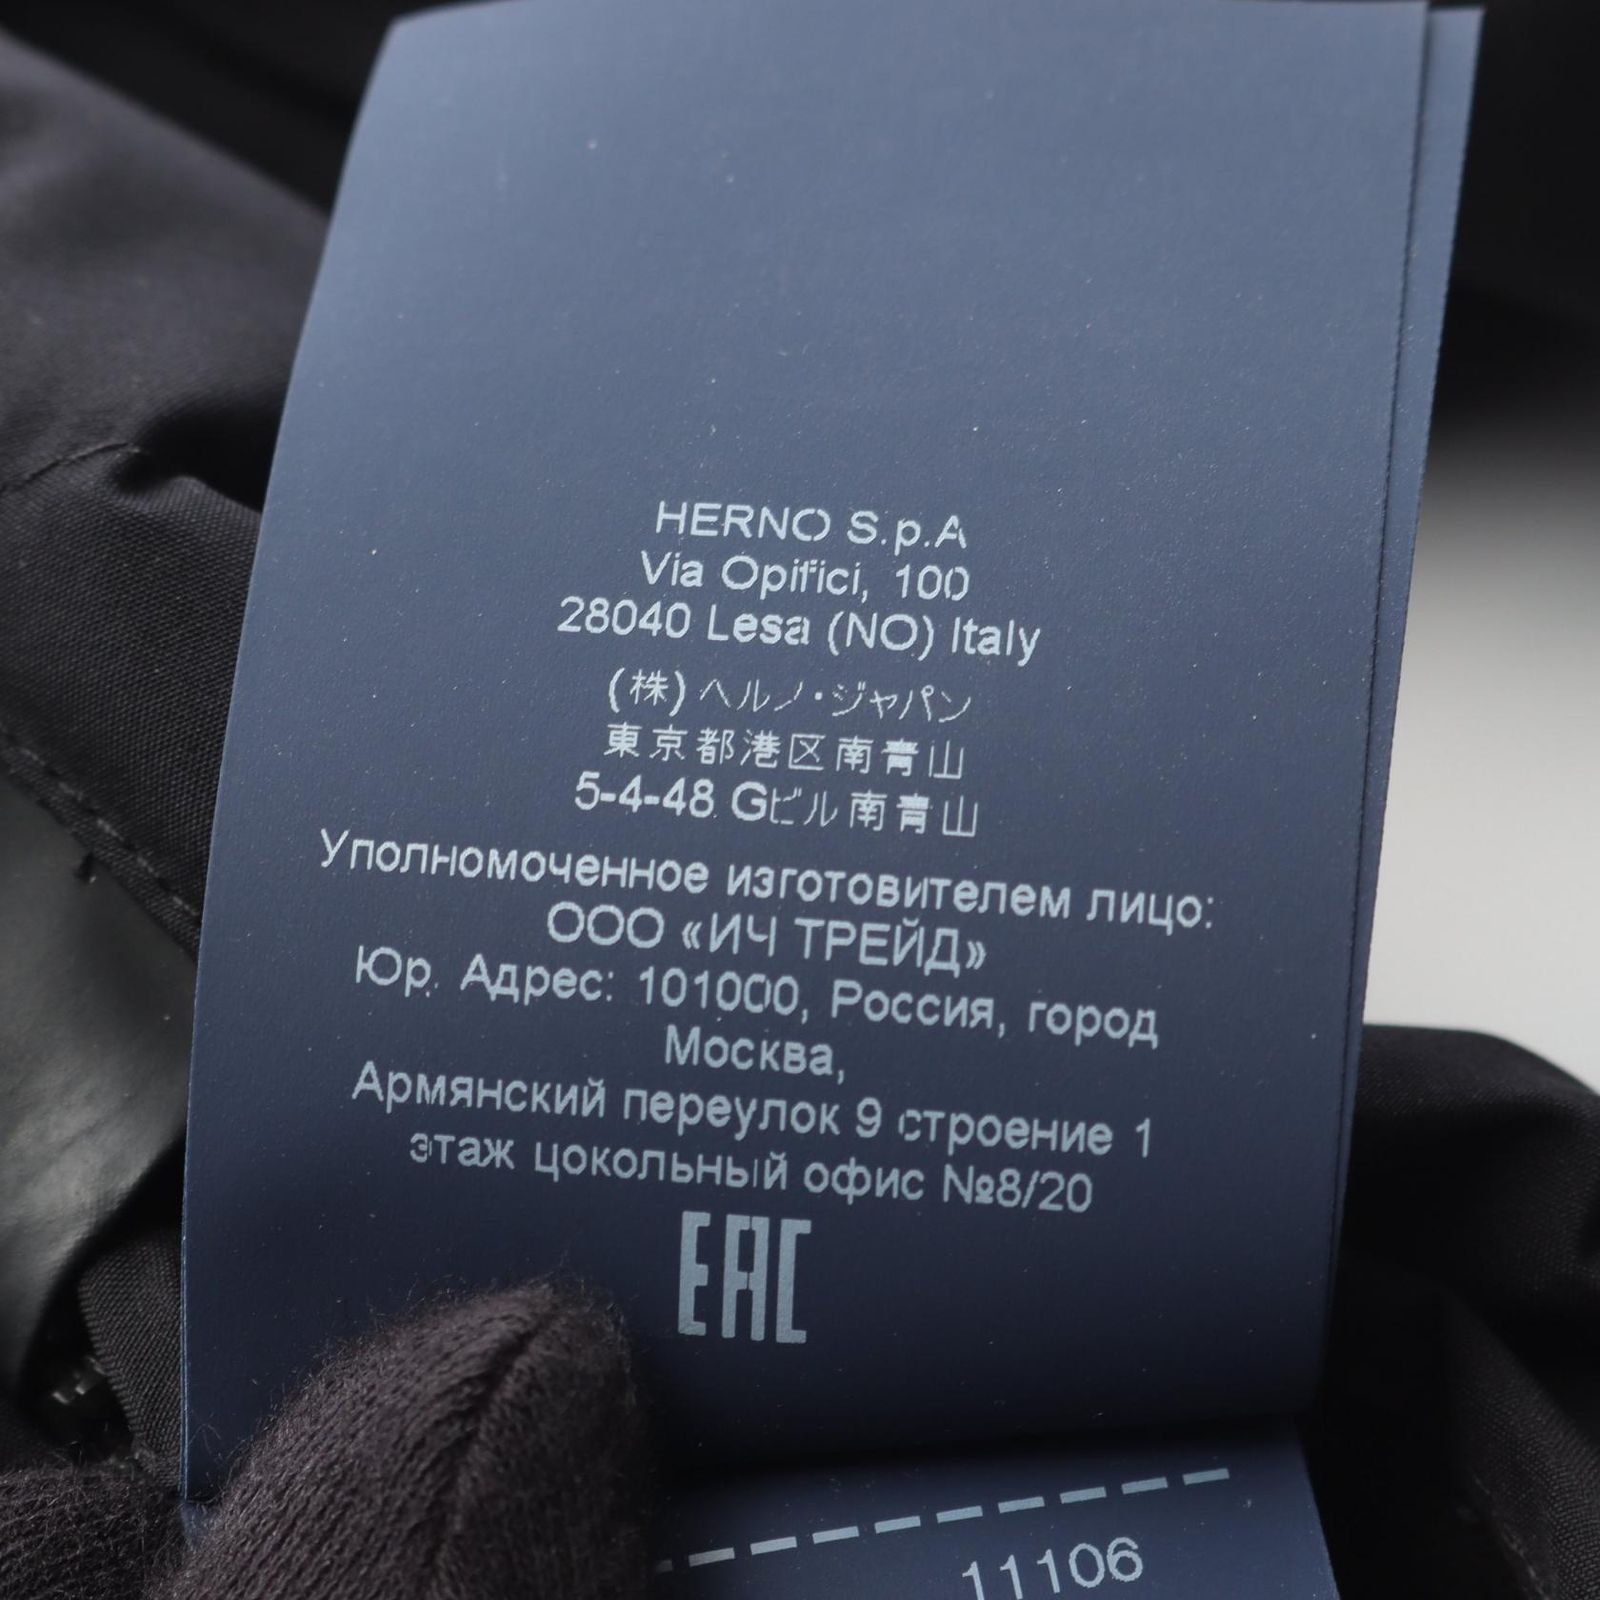 HERNO S.p.A
Via Opifici, 100
28040 Lesa (NO) Italy
(株)ヘルノ・ジャパン
東京都港区南青山
5-4-48 Gビル南青山
Уполномоченное изготовителем лицо:
ООО «ИЧ ТРЕЙД»
Юр. Адрес: 101000, Россия, город
Москва,
Армянский переулок 9 строение 1
этаж цокольный офис №8/20
EAC
11106